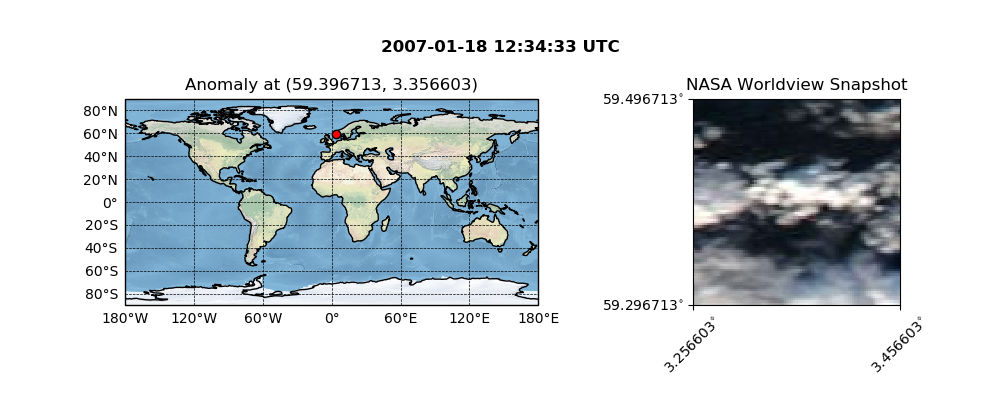 2007-01-18 12:34:33 UTC
Anomaly at (59.396713, 3.356603)
80°N
60°N
40°N
20°N
0°
20°S
40°S
60°S
80°S
180°W 120°W 60°W 0° 60°E 120°E 180°E
NASA Worldview Snapshot
59.496713°
59.296713°
3.256603°
3.456603°